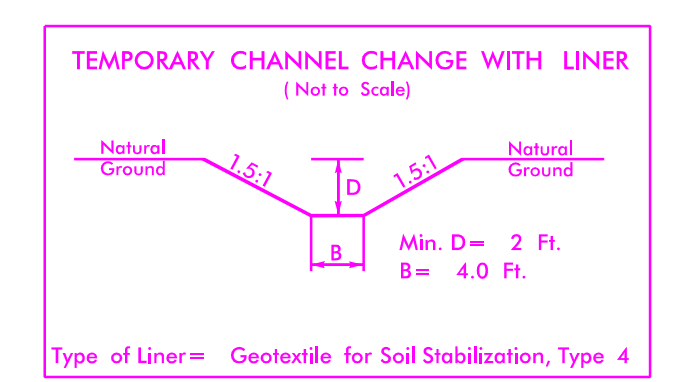 TEMPORARY CHANNEL CHANGE WITH LINER
( Not to Scale)
Natural
Ground
1.5:1
D
1.5:1
Natural
Ground
B
Min. D= 2 Ft.
B= 4.0 Ft.
Type of Liner= Geotextile for Soil Stabilization, Type 4